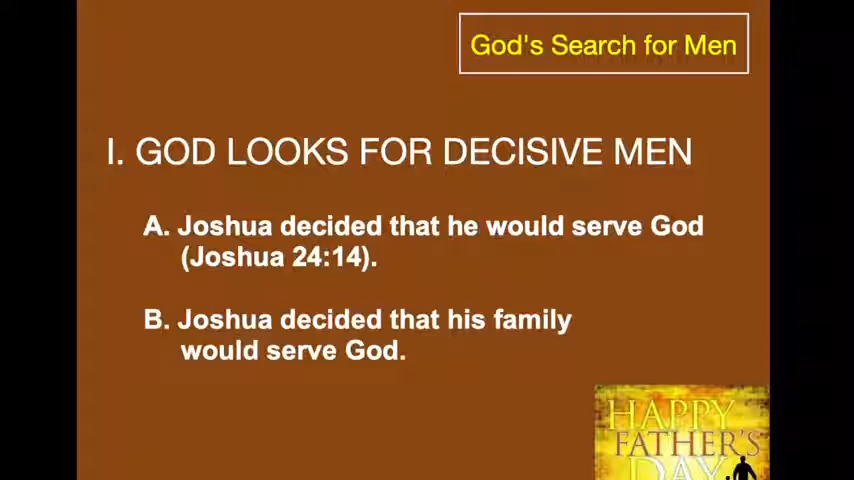 God's Search for Men
I. GOD LOOKS FOR DECISIVE MEN
A. Joshua decided that he would serve God
(Joshua 24:14).
B. Joshua decided that his family
would serve God.
HAPPY
FATHER'S
DAY